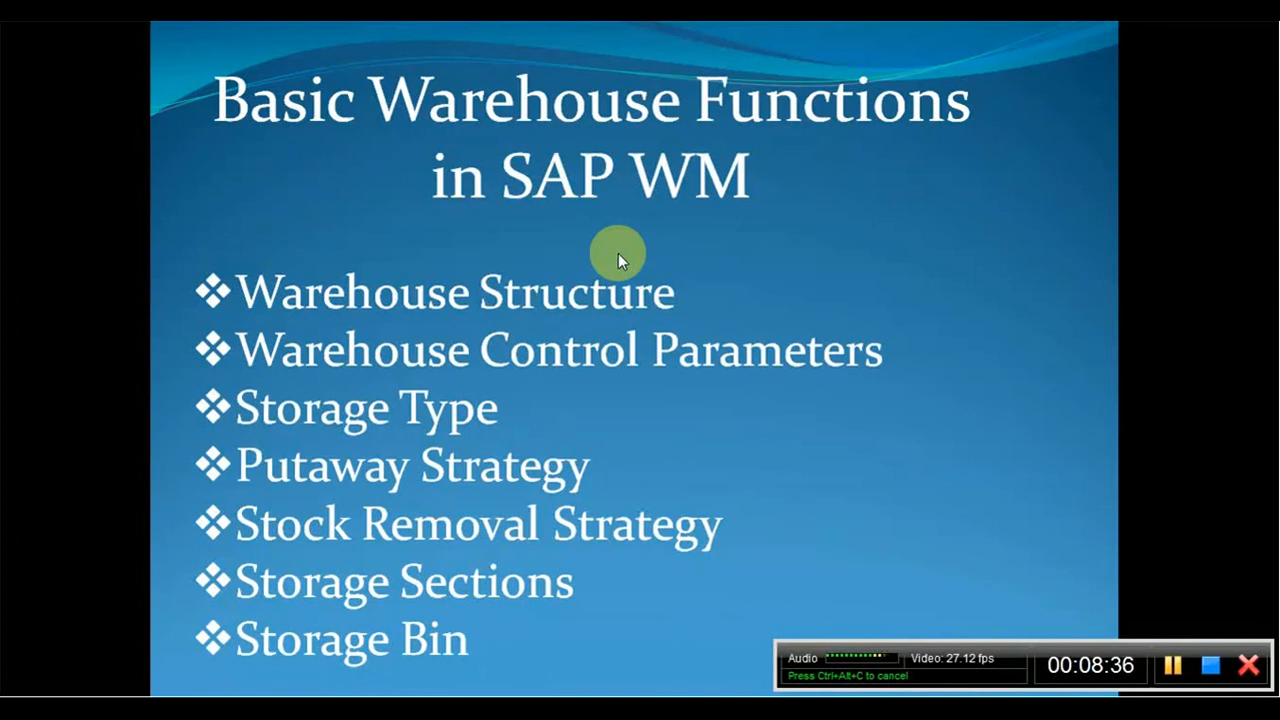 Basic Warehouse Functions
in SAP WM
Warehouse Structure
Warehouse Control Parameters
Storage Type
Putaway Strategy
Stock Removal Strategy
Storage Sections
Storage Bin
Audio Video: 27.12 fps 00:08:36
Press Ctrl+Alt+C to cancel